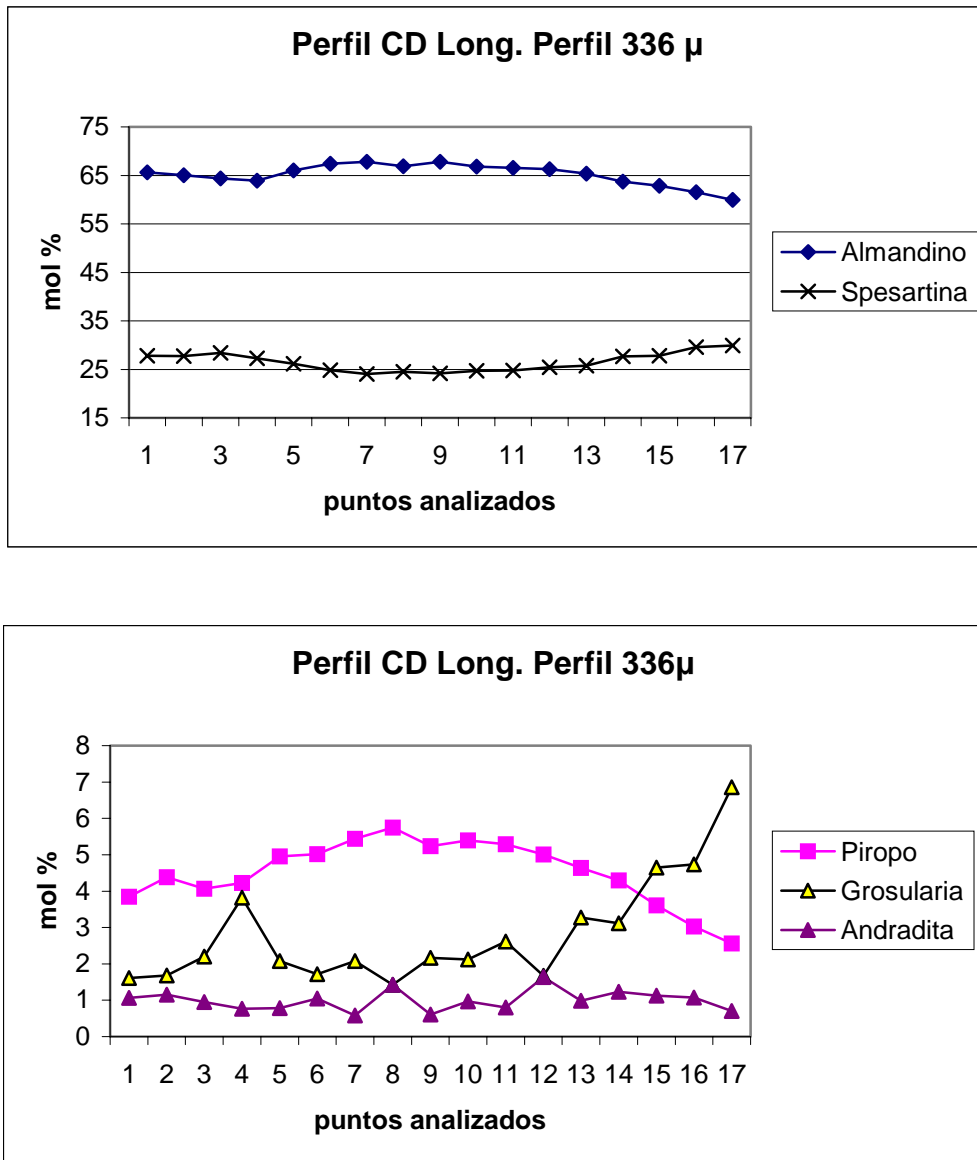 Perfil CD Long. Perfil 336 µ
75
65
55
45
35
25
15
mol %
1 3 5 7 9 11 13 15 17
puntos analizados
Almandino
Spesartina
Perfil CD Long. Perfil 336µ
8
7
6
5
4
3
2
1
0
mol %
1 2 3 4 5 6 7 8 9 10 11 12 13 14 15 16 17
puntos analizados
Piropo
Grosularia
Andradita